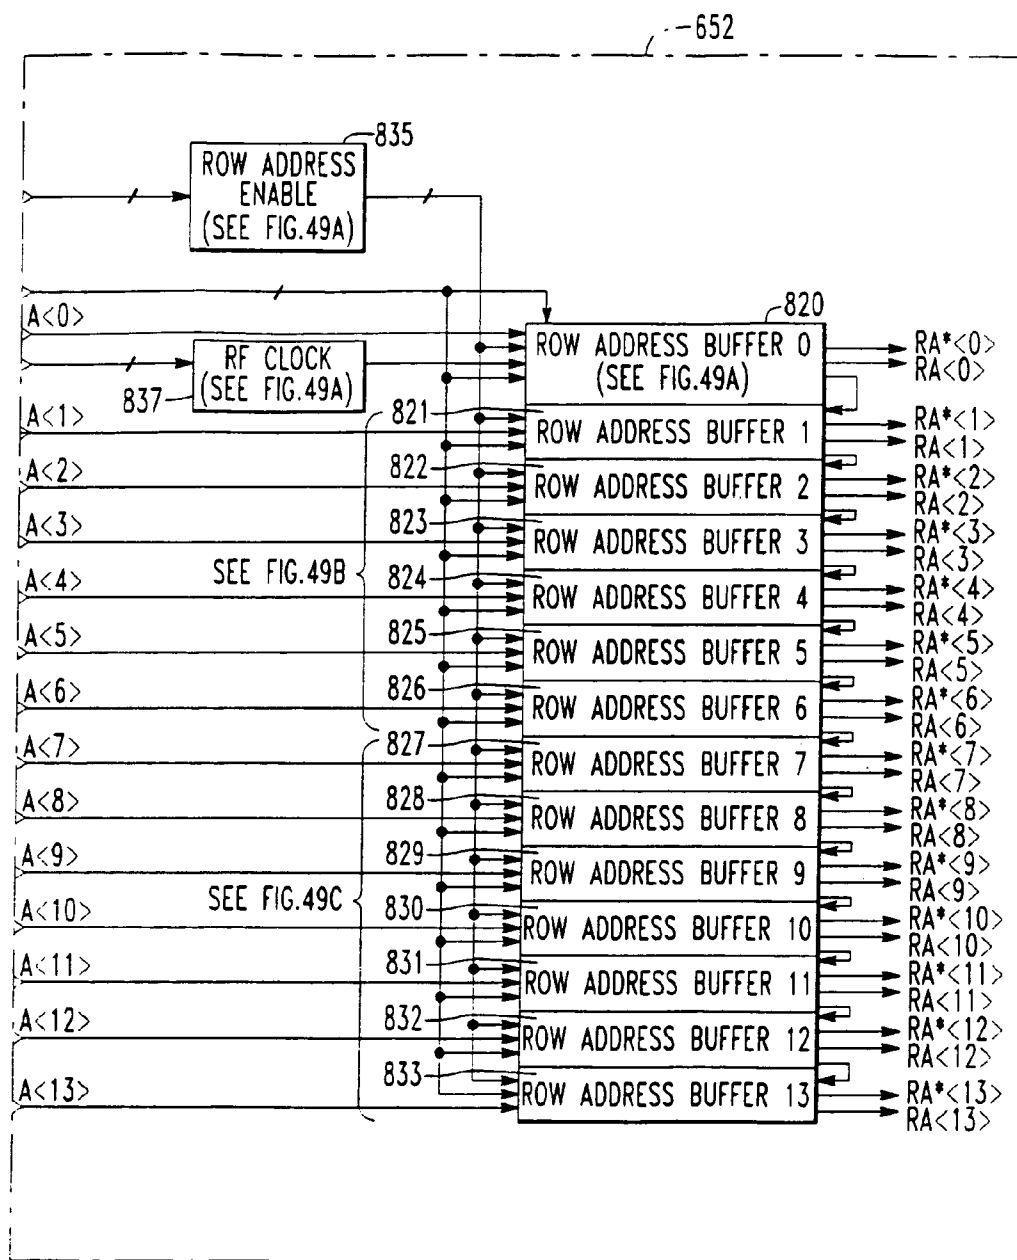 652
835
ROW ADDRESS
ENABLE
(SEE FIG.49A)
820
A<0>
ROW ADDRESS BUFFER 0
(SEE FIG.49A)
RA*<0>
RA<0>
RF CLOCK
(SEE FIG.49A)
837
A<1>
821
ROW ADDRESS BUFFER 1
RA*<1>
RA<1>
A<2>
822
ROW ADDRESS BUFFER 2
RA*<2>
RA<2>
A<3>
823
ROW ADDRESS BUFFER 3
RA*<3>
RA<3>
SEE FIG.49B
A<4>
824
ROW ADDRESS BUFFER 4
RA*<4>
RA<4>
A<5>
825
ROW ADDRESS BUFFER 5
RA*<5>
RA<5>
A<6>
826
ROW ADDRESS BUFFER 6
RA*<6>
RA<6>
A<7>
827
ROW ADDRESS BUFFER 7
RA*<7>
RA<7>
A<8>
828
ROW ADDRESS BUFFER 8
RA*<8>
RA<8>
A<9>
829
ROW ADDRESS BUFFER 9
RA*<9>
RA<9>
SEE FIG.49C
A<10>
830
ROW ADDRESS BUFFER 10
RA*<10>
RA<10>
A<11>
831
ROW ADDRESS BUFFER 11
RA*<11>
RA<11>
A<12>
832
ROW ADDRESS BUFFER 12
RA*<12>
RA<12>
A<13>
833
ROW ADDRESS BUFFER 13
RA*<13>
RA<13>